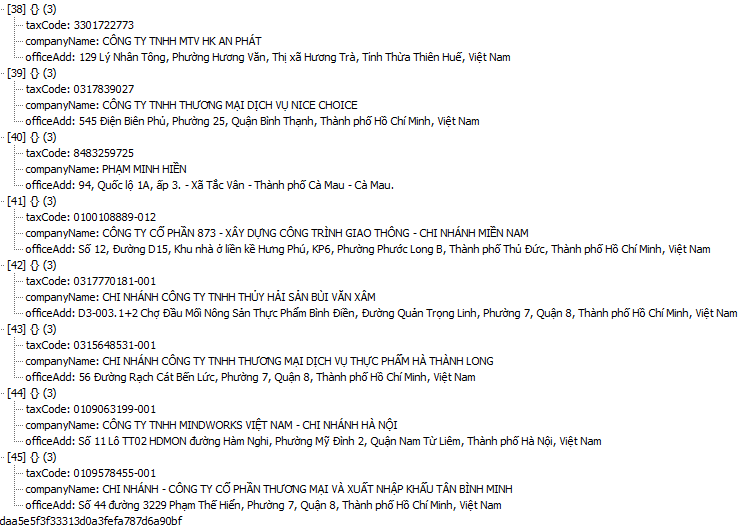 [38] {} (3)
taxCode: 3301722773
companyName: CÔNG TY TNHH MTV HK AN PHÁT
officeAdd: 129 Lý Nhân Tông, Phường Hương Văn, Thị xã Hương Trà, Tỉnh Thừa Thiên Huế, Việt Nam
[39] {} (3)
taxCode: 0317839027
companyName: CÔNG TY TNHH THƯƠNG MẠI DỊCH VỤ NICE CHOICE
officeAdd: 545 Điện Biên Phủ, Phường 25, Quận Bình Thạnh, Thành phố Hồ Chí Minh, Việt Nam
[40] {} (3)
taxCode: 8483259725
companyName: PHẠM MINH HIỀN
officeAdd: 94, Quốc lộ 1A, ấp 3. - Xã Tắc Vân - Thành phố Cà Mau - Cà Mau.
[41] {} (3)
taxCode: 0100108889-012
companyName: CÔNG TY CỔ PHẦN 873 - XÂY DỰNG CÔNG TRÌNH GIAO THÔNG - CHI NHÁNH MIỀN NAM
officeAdd: Số 12, Đường D15, Khu nhà ở liền kề Hưng Phú, KP6, Phường Phước Long B, Thành phố Thủ Đức, Thành phố Hồ Chí Minh, Việt Nam
[42] {} (3)
taxCode: 0317770181-001
companyName: CHI NHÁNH CÔNG TY TNHH THỦY HẢI SẢN BÙI VĂN XÂM
officeAdd: D3-003.1+2 Chợ Đầu Mối Nông Sản Thực Phẩm Bình Điền, Đường Quản Trọng Linh, Phường 7, Quận 8, Thành phố Hồ Chí Minh, Việt Nam
[43] {} (3)
taxCode: 0315648531-001
companyName: CHI NHÁNH CÔNG TY TNHH THƯƠNG MẠI DỊCH VỤ THỰC PHẨM HÀ THÀNH LONG
officeAdd: 56 Đường Rạch Cát Bến Lức, Phường 7, Quận 8, Thành phố Hồ Chí Minh, Việt Nam
[44] {} (3)
taxCode: 0109063199-001
companyName: CÔNG TY TNHH MINDWORKS VIỆT NAM - CHI NHÁNH HÀ NỘI
officeAdd: Số 11 Lô TT02 HDMON đường Hàm Nghi, Phường Mỹ Đình 2, Quận Nam Từ Liêm, Thành phố Hà Nội, Việt Nam
[45] {} (3)
taxCode: 0109578455-001
companyName: CHI NHÁNH - CÔNG TY CỔ PHẦN THƯƠNG MẠI VÀ XUẤT NHẬP KHẨU TÂN BÌNH MINH
officeAdd: Số 44 đường 3229 Phạm Thế Hiển, Phường 7, Quận 8, Thành phố Hồ Chí Minh, Việt Nam
daa5e5f3f33313d0a3fefa787d6a90bf